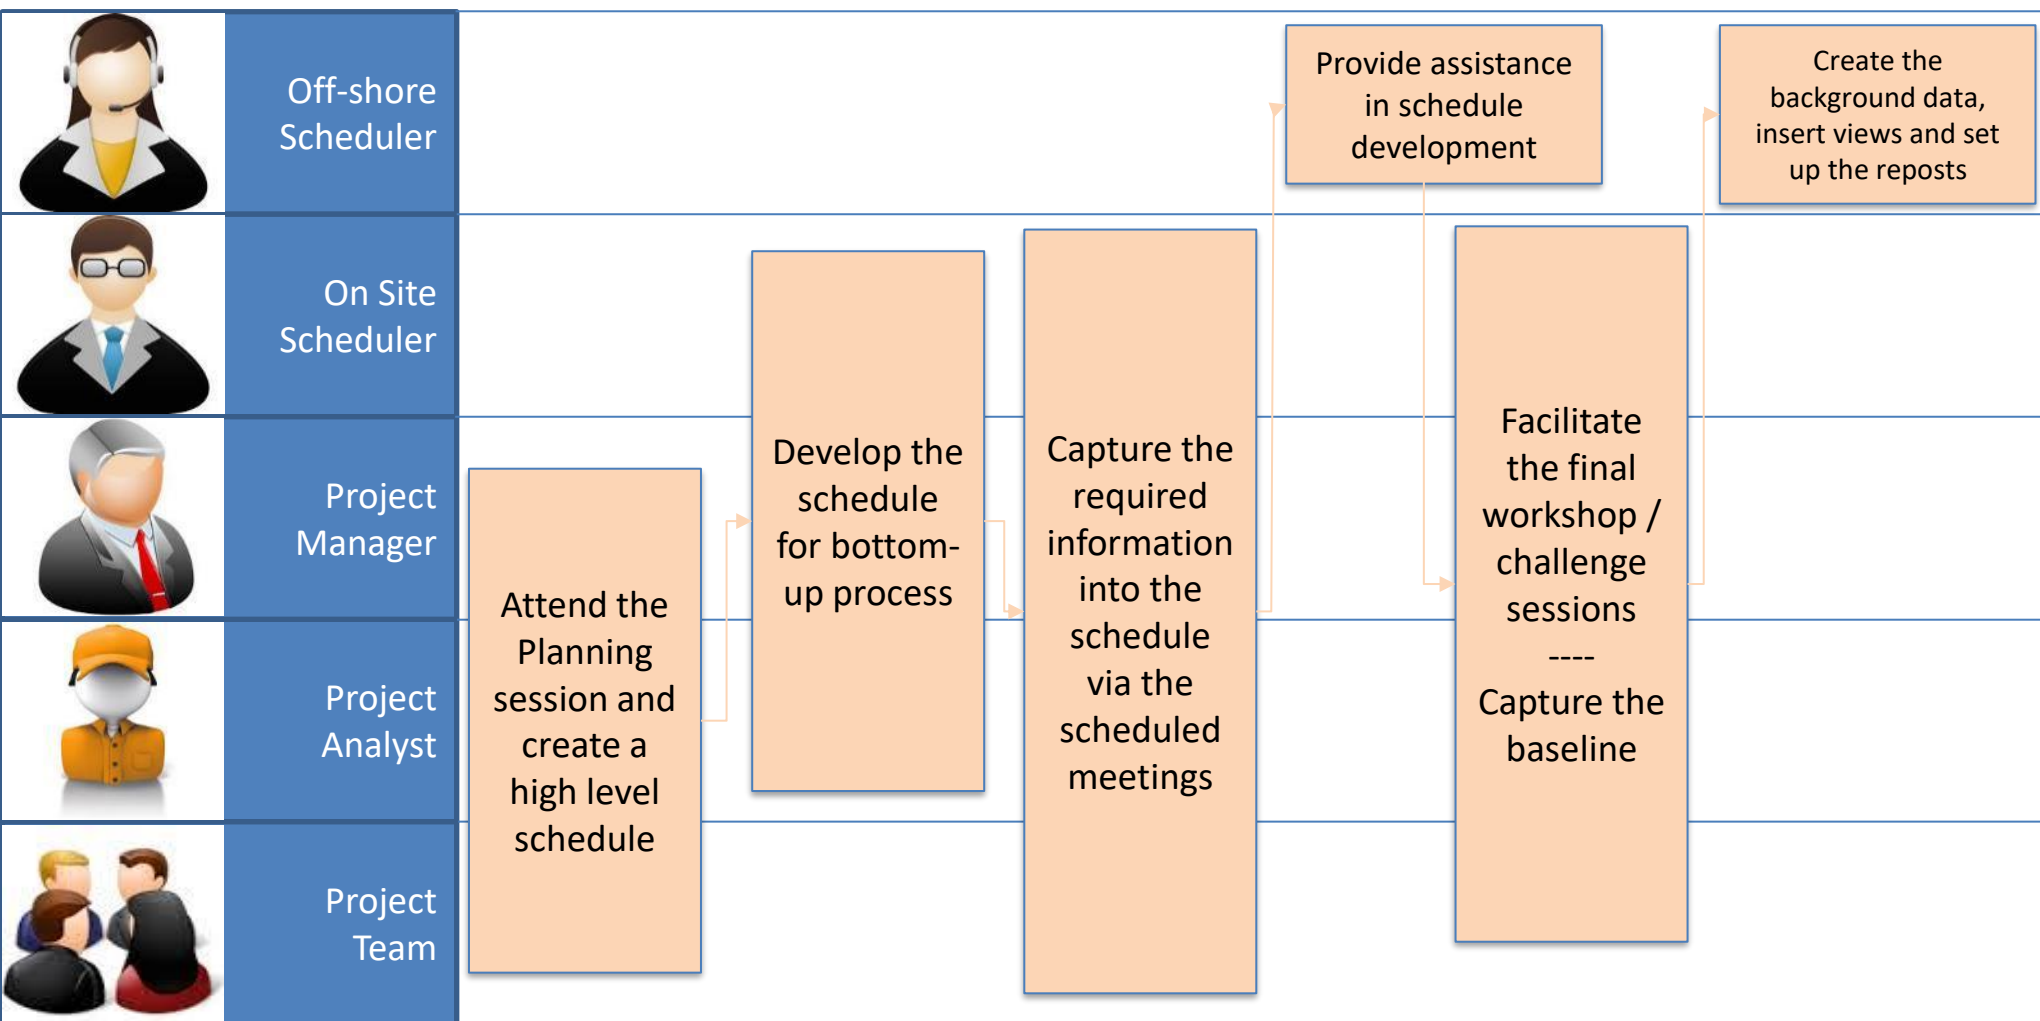 Off-shore
Scheduler
On Site
Scheduler
Project
Manager
Project
Analyst
Project
Team
Attend the
Planning
session and
create a
high level
schedule
Develop the
schedule
for bottom-
up process
Capture the
required
information
into the
schedule
via the
scheduled
meetings
Provide assistance
in schedule
development
Facilitate
the final
workshop /
challenge
sessions
----
Capture the
baseline
Create the
background data,
insert views and set
up the reposts